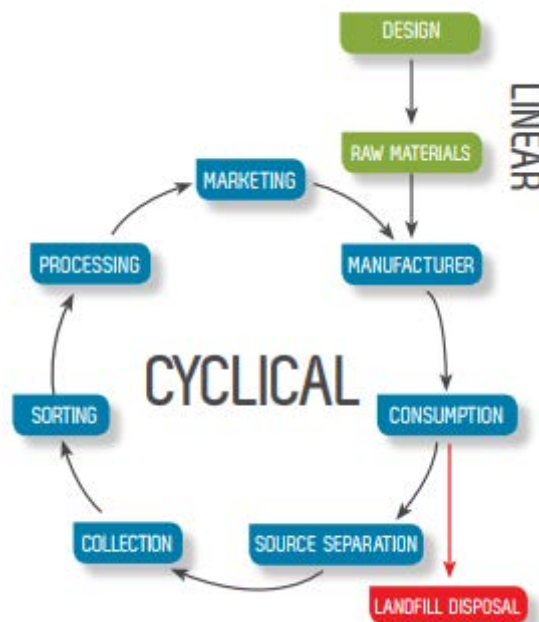 DESIGN
LINEAR
RAW MATERIALS
MARKETING
PROCESSING
MANUFACTURER
CYCLICAL
SORTING
CONSUMPTION
COLLECTION
SOURCE SEPARATION
LANDFILL DISPOSAL